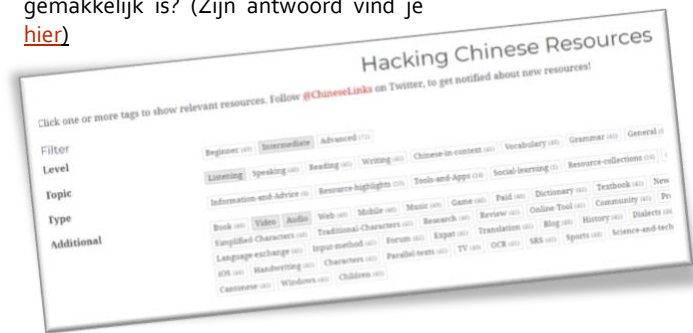 gemakkelijk is? (Zijn antwoord vind je
hier)
Hacking Chinese Resources
Click one or more tags to show relevant resources. Follow @ChineseLinks on Twitter, to get notified about new resources!
Filter
Level Beginner Intermediate Advanced
Topic Listening Speaking Reading Writing Chinese-in-context Vocabulary Grammar General
Type Information-and-Advice Resource-highlights Tools-and-Apps Social-learning Resource-collections
Additional Book Video Audio Web Mobile Music Game Paid Dictionary Textbook New
Simplified-Characters Traditional-Characters Research Review Online-Tool Community
Language-exchange Input-method Forum Expat Translation Blog History Dialects
iOS Handwriting Characters Parallel-texts TV OCR SRS Sports Science-and-tech
Cantonese Windows Children